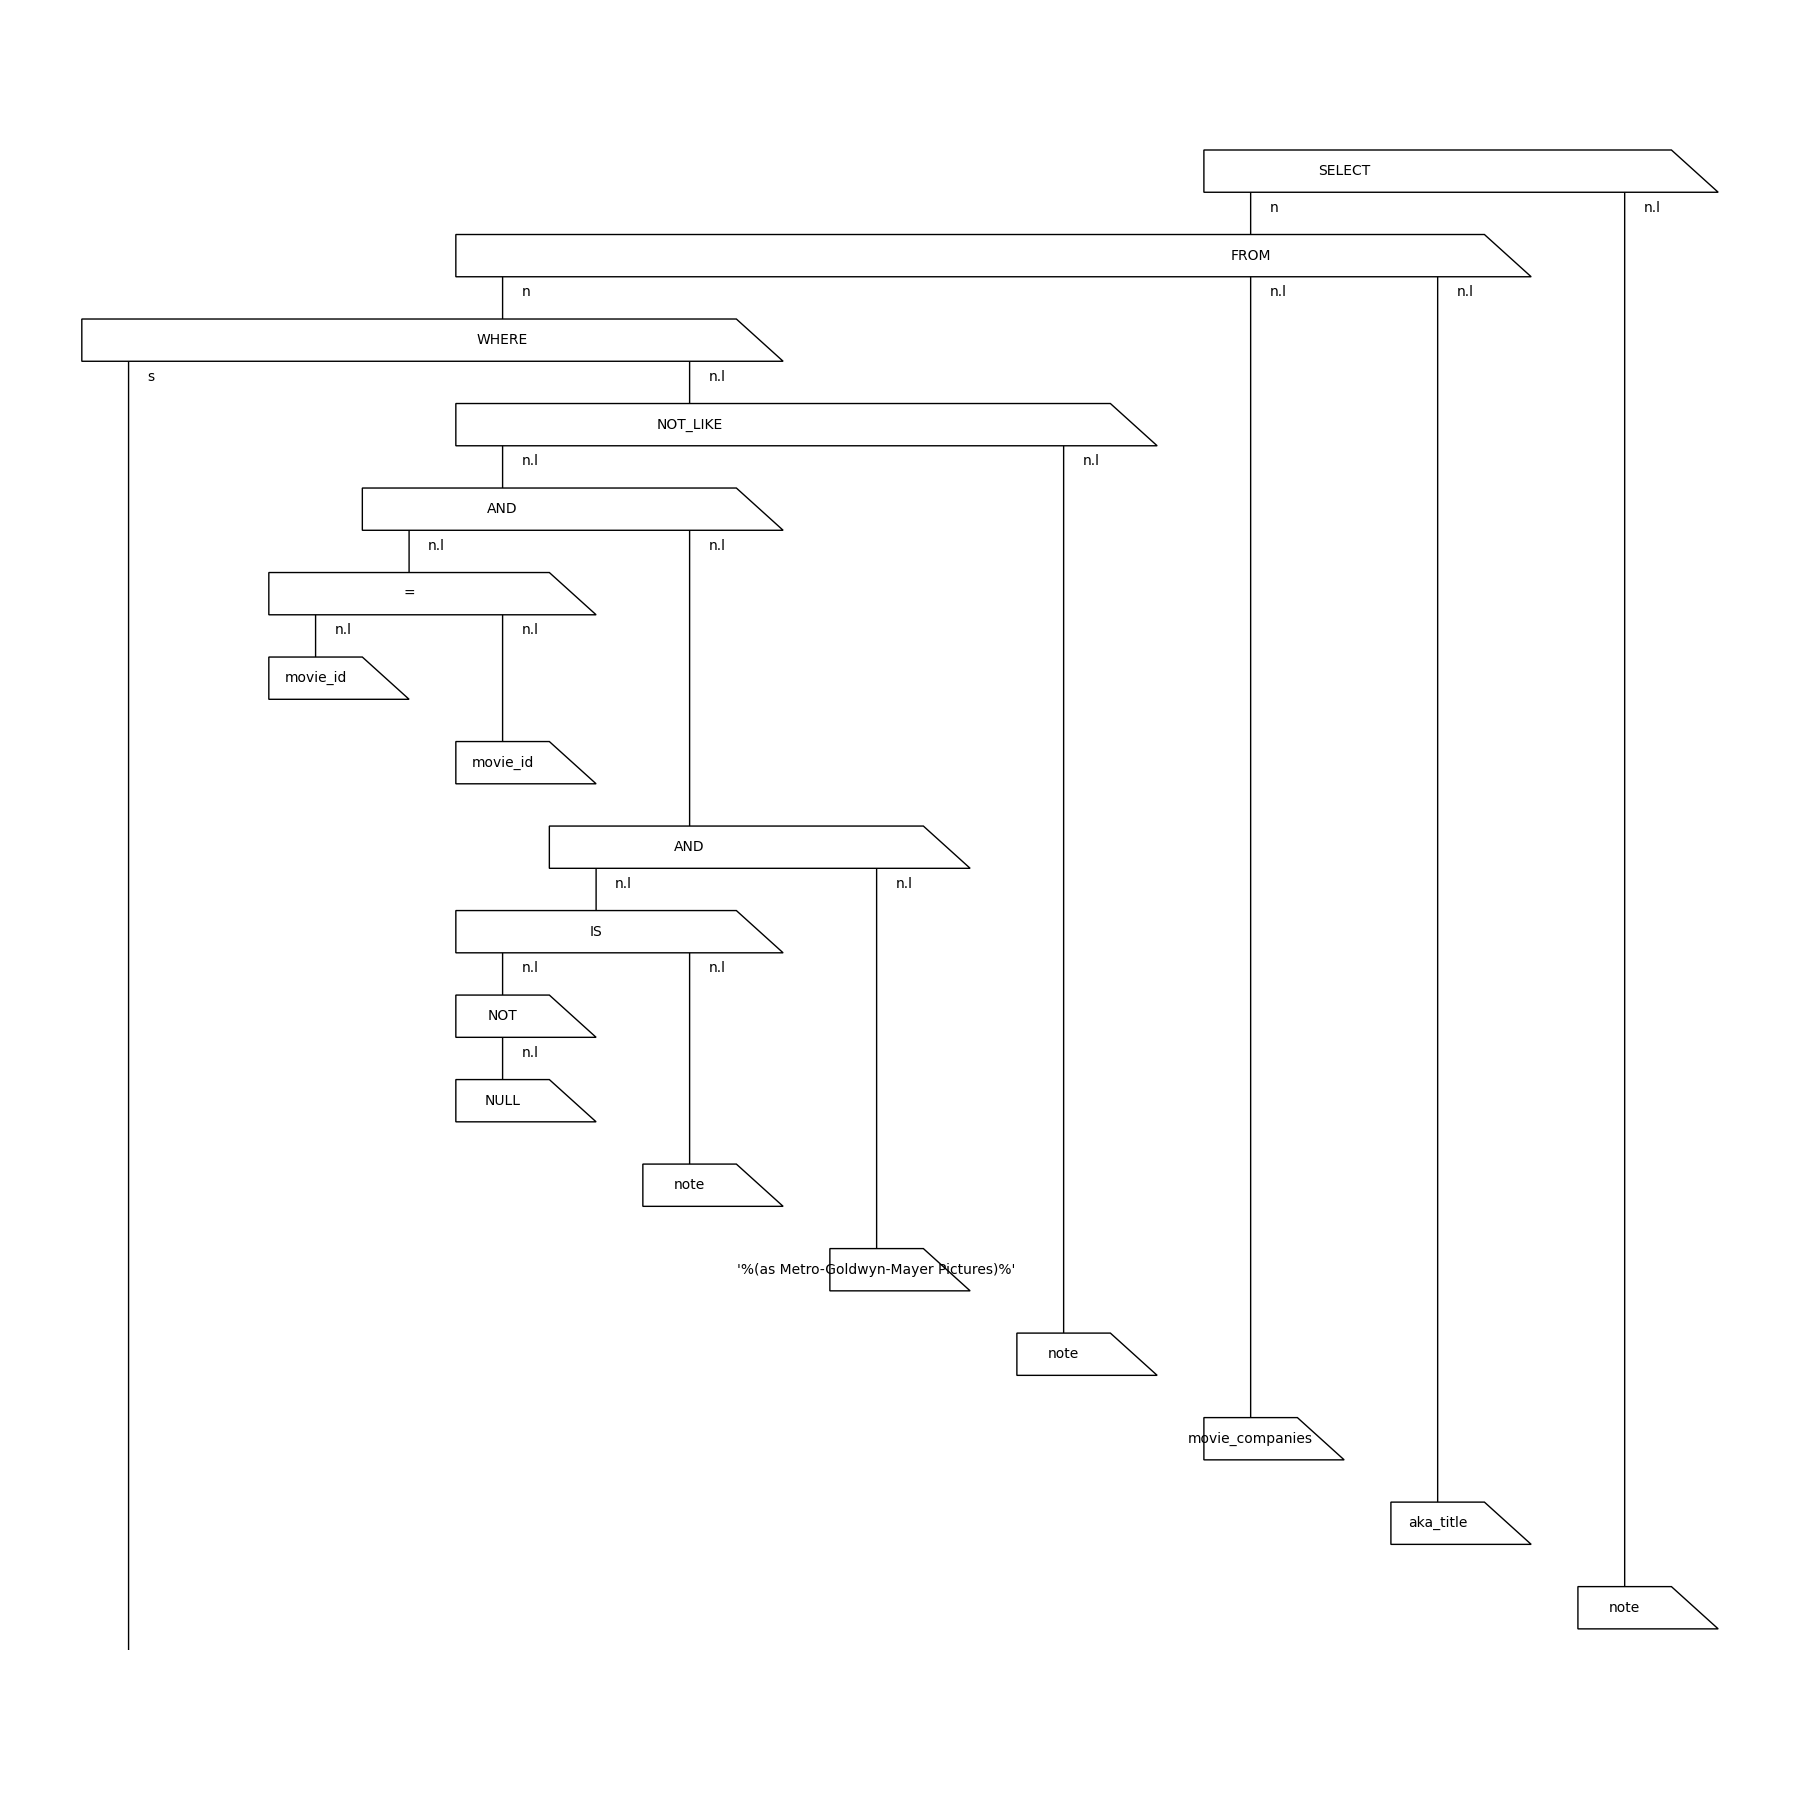 SELECT
n n.l
FROM
n n.l n.l
WHERE
s n.l
NOT_LIKE
n.l n.l
AND
n.l n.l
=
n.l n.l
movie_id
movie_id
AND
n.l n.l
IS
n.l n.l
NOT
n.l
NULL
note
'%(as Metro-Goldwyn-Mayer Pictures)%'
note
movie_companies
aka_title
note